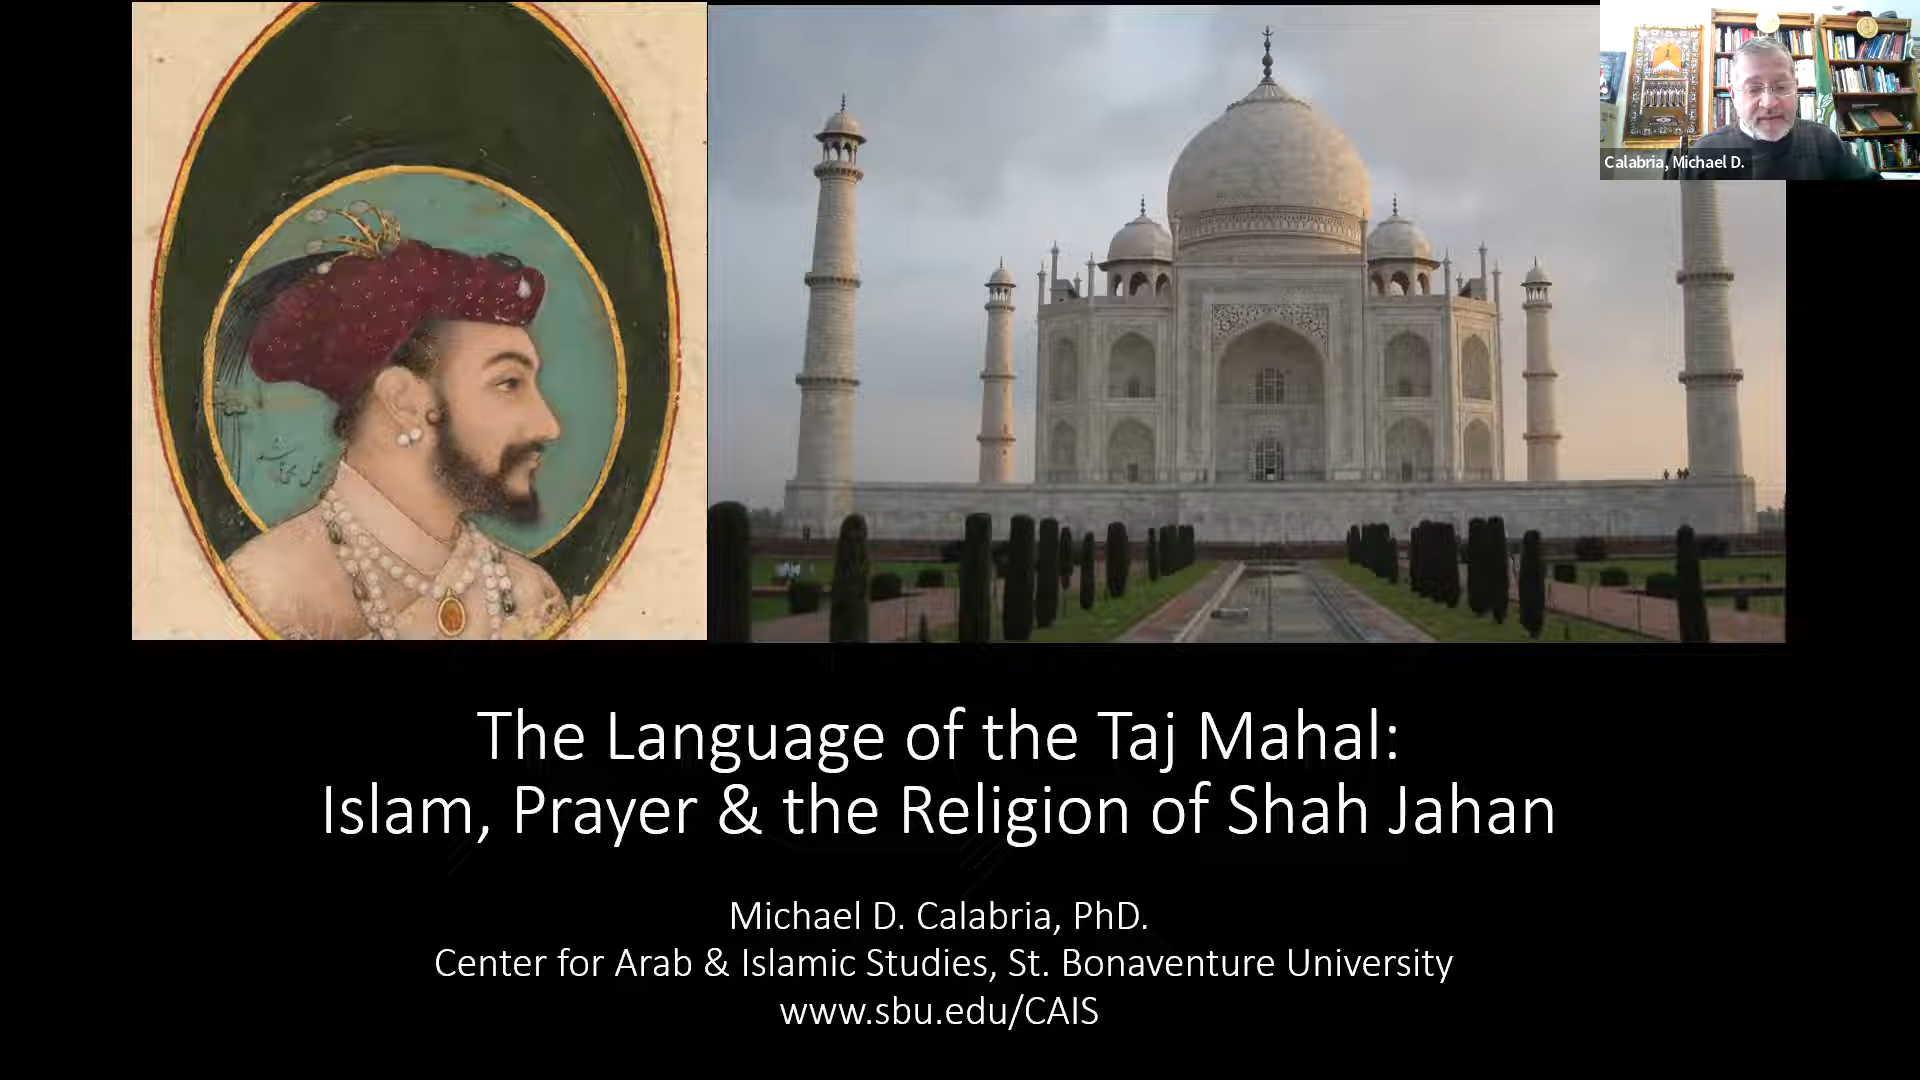 Calabria, Michael D.
The Language of the Taj Mahal:
Islam, Prayer & the Religion of Shah Jahan
Michael D. Calabria, PhD.
Center for Arab & Islamic Studies, St. Bonaventure University
www.sbu.edu/CAIS